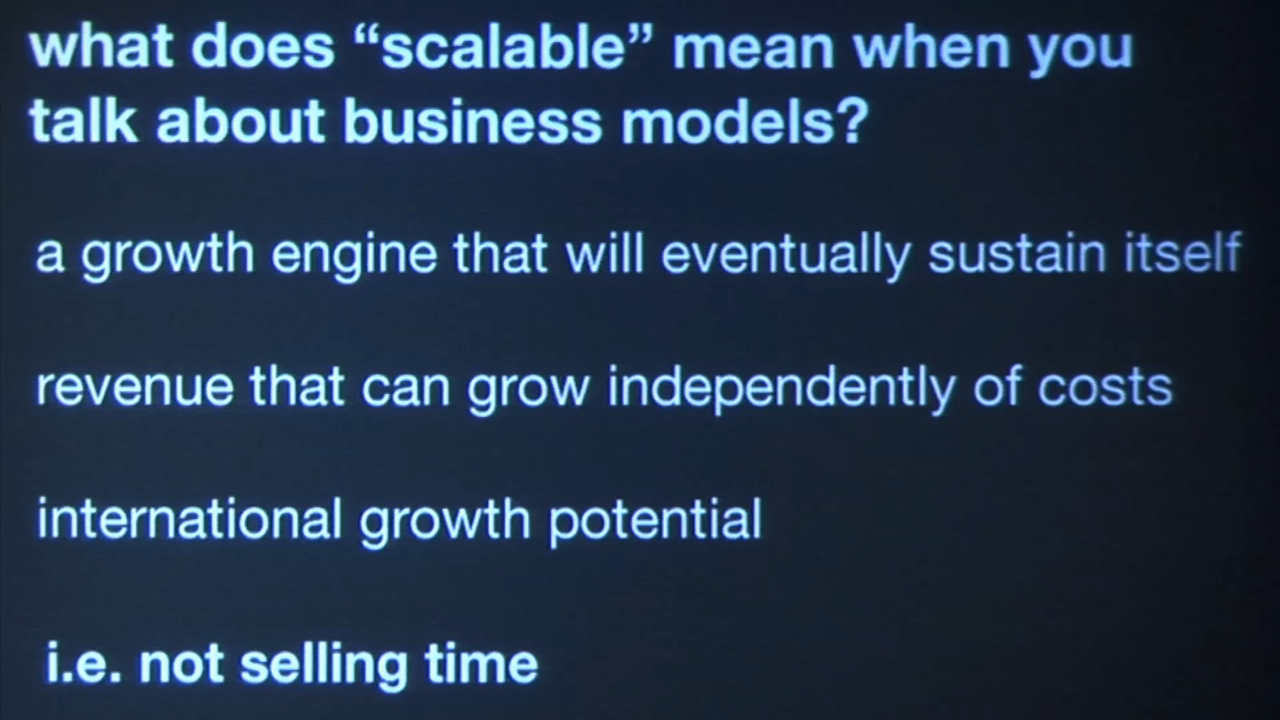 what does “scalable” mean when you
talk about business models?
a growth engine that will eventually sustain itself
revenue that can grow independently of costs
international growth potential
i.e. not selling time